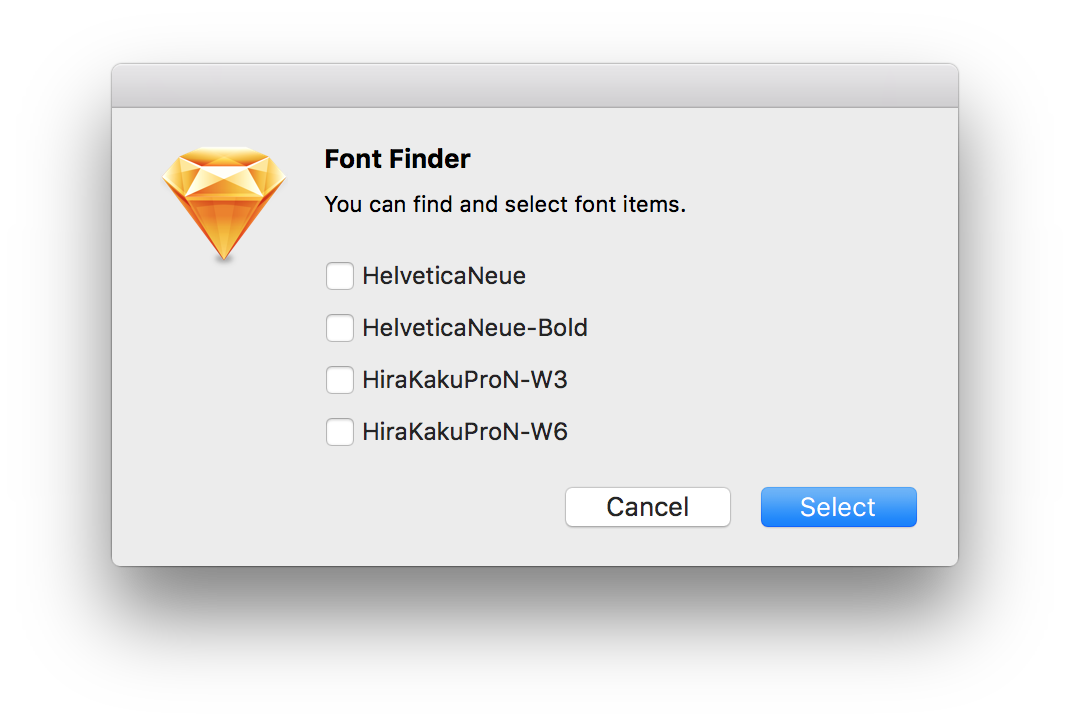 Font Finder
You can find and select font items.
HelveticaNeue
HelveticaNeue-Bold
HiraKakuProN-W3
HiraKakuProN-W6
Cancel
Select